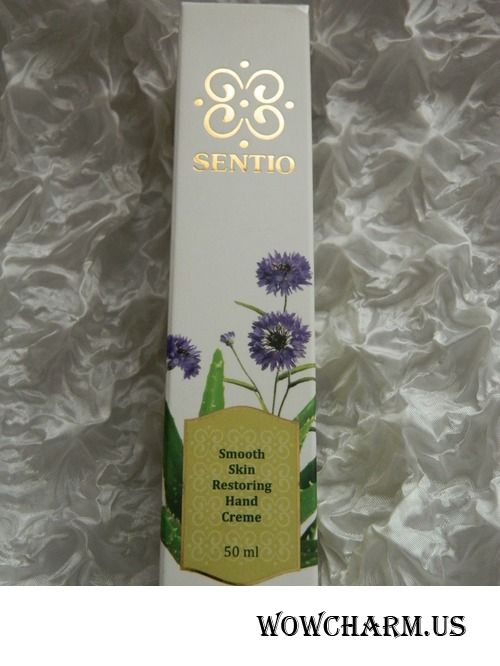 SENTIO
Smooth
Skin
Restoring
Hand
Creme
50 ml
WOWCHARM.US